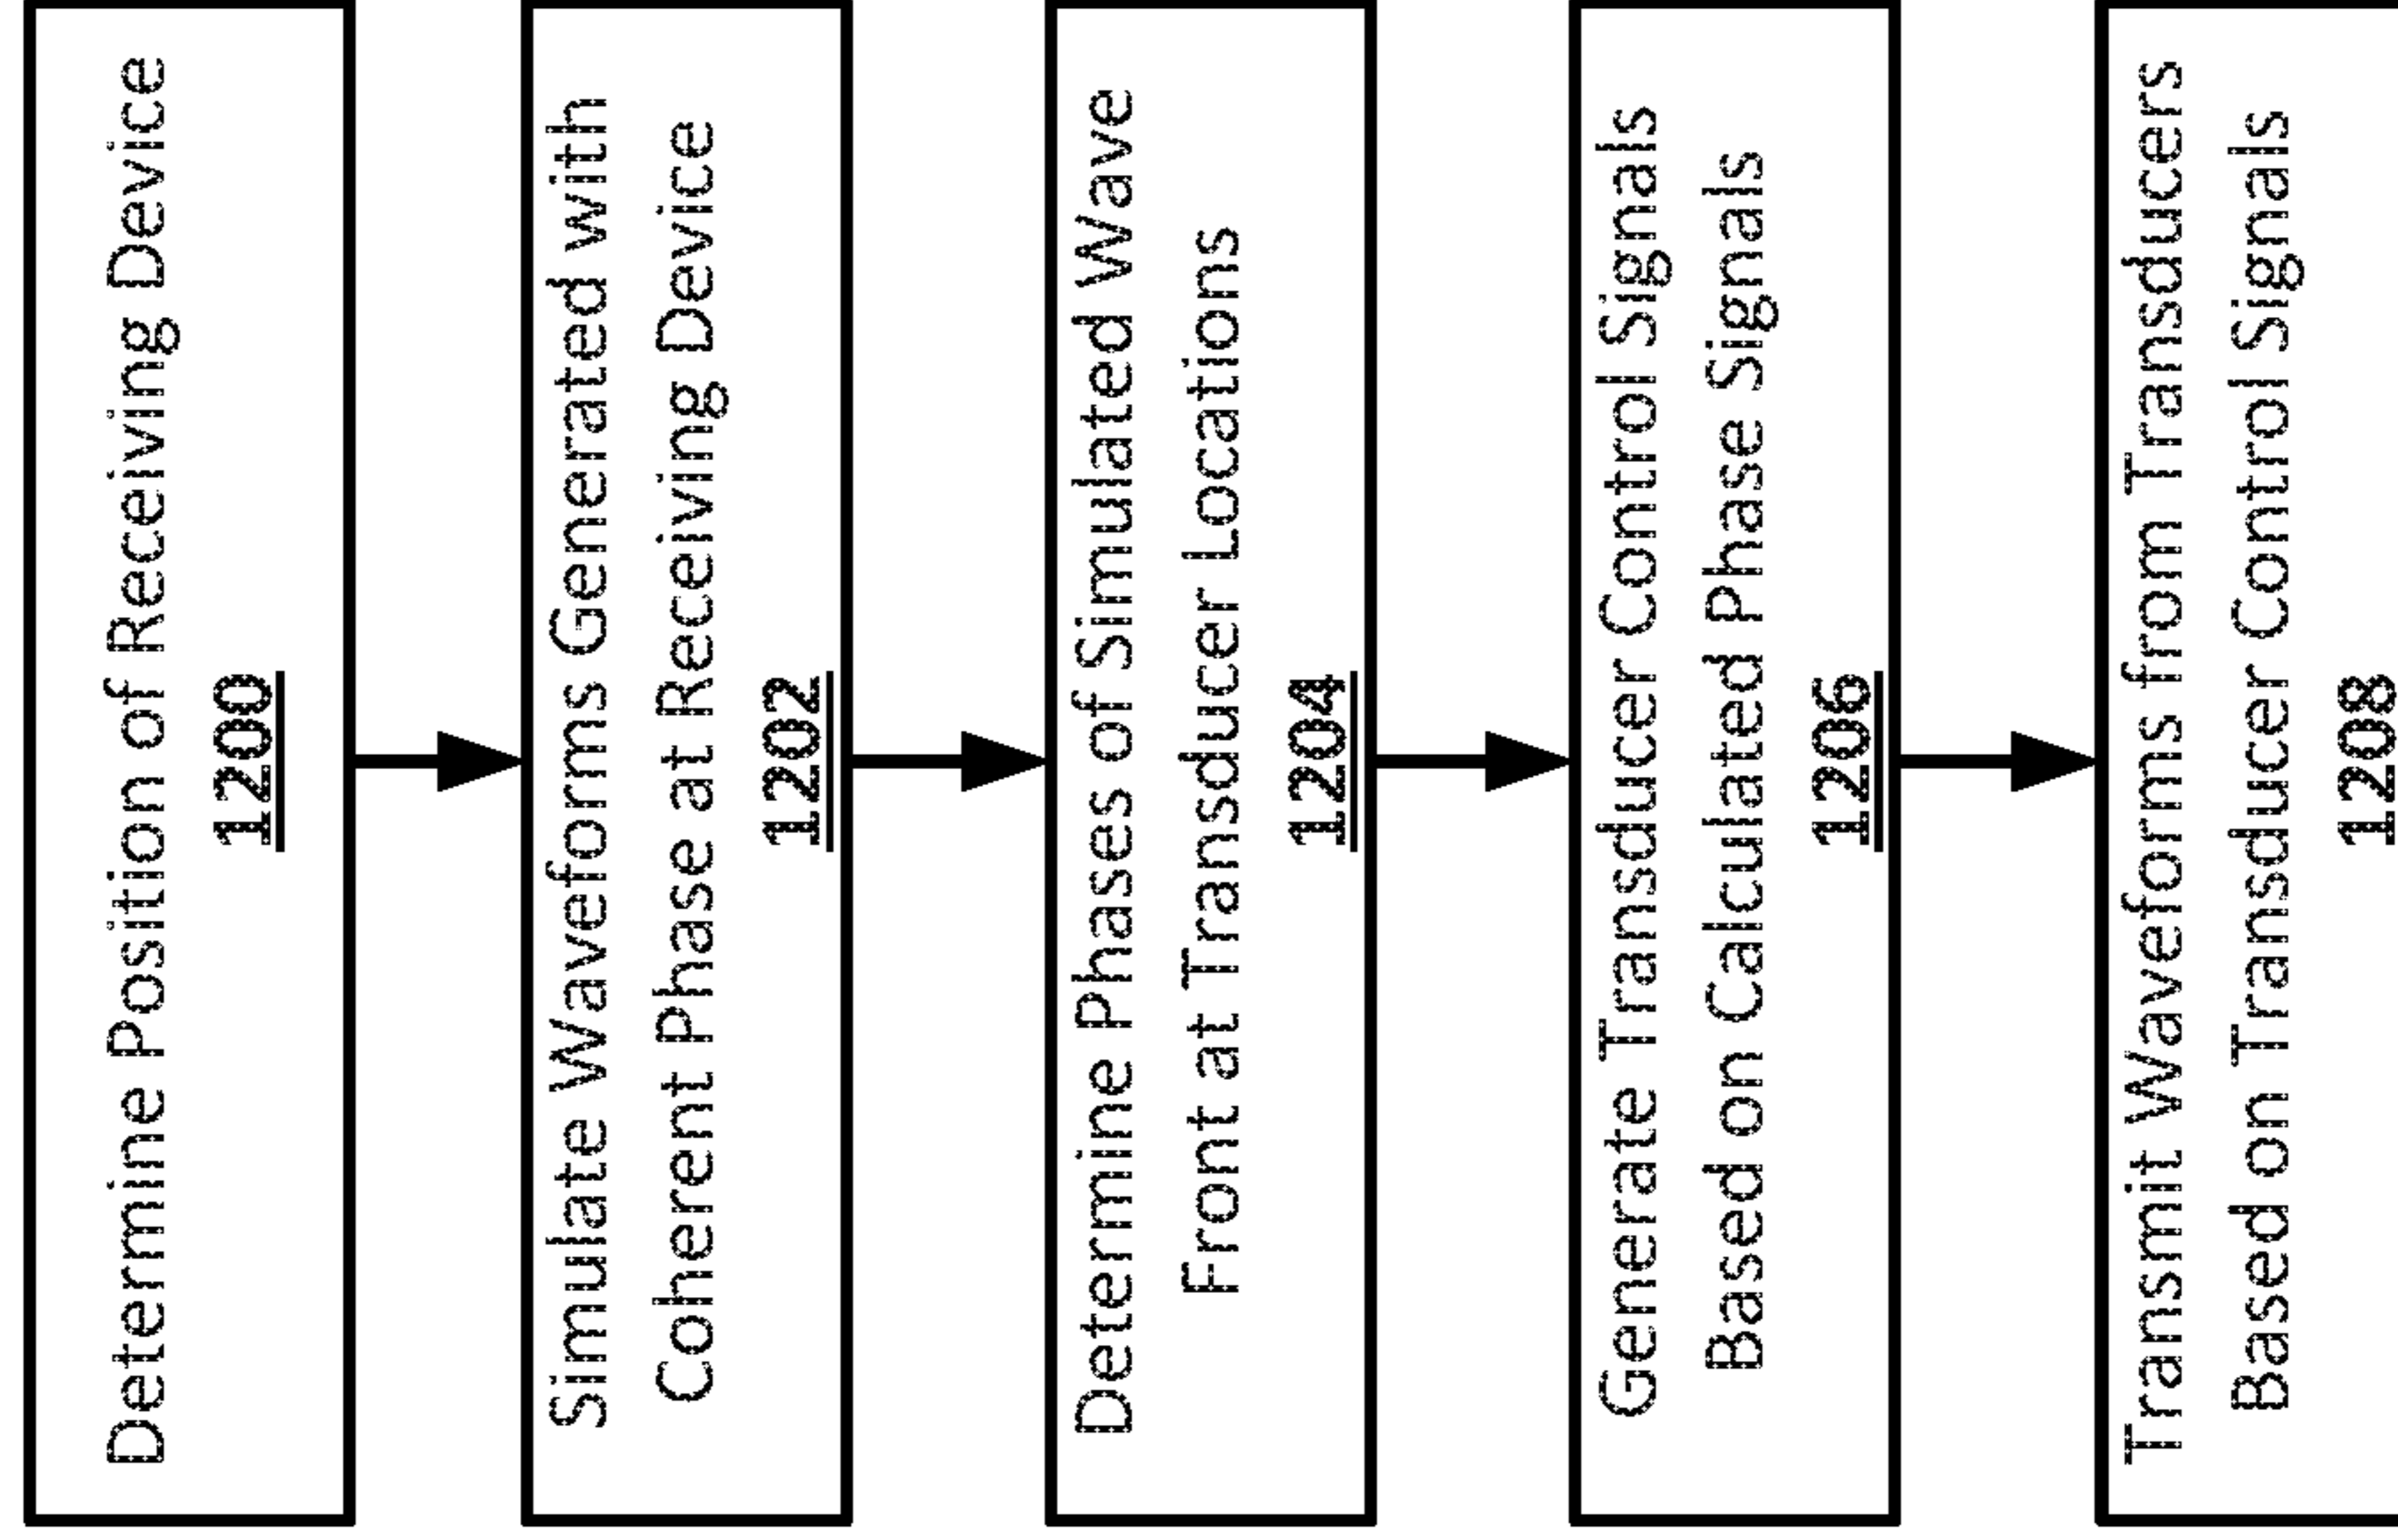 Determine Position of Receiving Device
1200
Simulate Waveforms Generated with
Coherent Phase at Receiving Device
1202
Determine Phases of Simulated Wave
Front at Transducer Locations
1204
Generate Transducer Control Signals
Based on Calculated Phase Signals
1206
Transmit Waveforms from Transducers
Based on Transducer Control Signals
1208